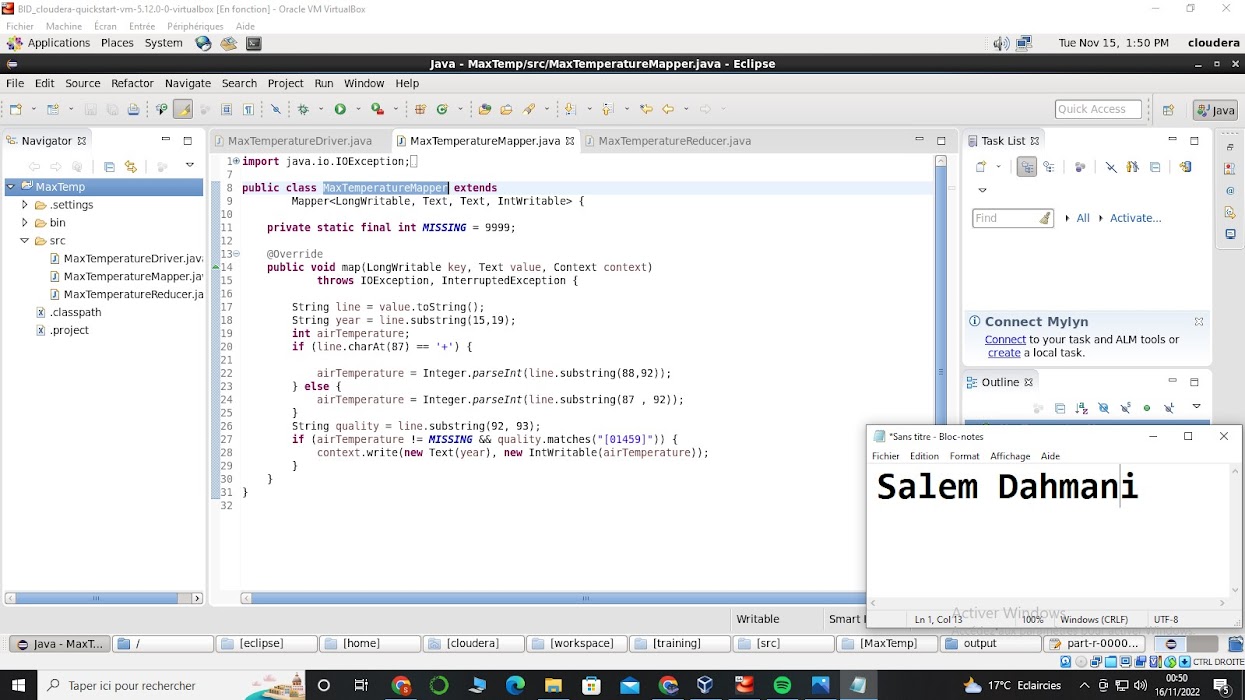 BID_cloudera-quickstart-vm-5.12.0-0-virtualbox [En fonction] - Oracle VM VirtualBox
Fichier Machine Écran Entrée Périphériques Aide
Applications Places System Tue Nov 15, 1:50 PM cloudera
Java - MaxTemp/src/MaxTemperatureMapper.java - Eclipse
File Edit Source Refactor Navigate Search Project Run Window Help
Quick Access Java
Navigator
MaxTemp
.settings
bin
src
MaxTemperatureDriver.java
MaxTemperatureMapper.ja
MaxTemperatureReducer.ja
.classpath
.project
MaxTemperatureDriver.java MaxTemperatureMapper.java MaxTemperatureReducer.java
1 import java.io.IOException;
7
8 public class MaxTemperatureMapper extends
9 Mapper<LongWritable, Text, Text, IntWritable> {
10
11 private static final int MISSING = 9999;
12
13 @Override
14 public void map(LongWritable key, Text value, Context context)
15 throws IOException, InterruptedException {
16
17 String line = value.toString();
18 String year = line.substring(15,19);
19 int airTemperature;
20 if (line.charAt(87) == '+') {
21
22 airTemperature = Integer.parseInt(line.substring(88,92));
23 } else {
24 airTemperature = Integer.parseInt(line.substring(87 , 92));
25 }
26 String quality = line.substring(92, 93);
27 if (airTemperature != MISSING && quality.matches("[01459]")) {
28 context.write(new Text(year), new IntWritable(airTemperature));
29 }
30 }
31 }
32
Task List
Find All Activate...
Connect Mylyn
Connect to your task and ALM tools or
create a local task.
Outline
*Sans titre - Bloc-notes
Fichier Edition Format Affichage Aide
Salem Dahmani
Activer Windows
Ln 1, Col 13 100% Windows (CRLF) UTF-8
Writable Smart
Java - MaxT... / [eclipse] [home] [cloudera] [workspace] [training] [src] [MaxTemp] output part-r-0000...
CTRL DROITE
Taper ici pour rechercher
17°C Eclaircies
00:50
16/11/2022